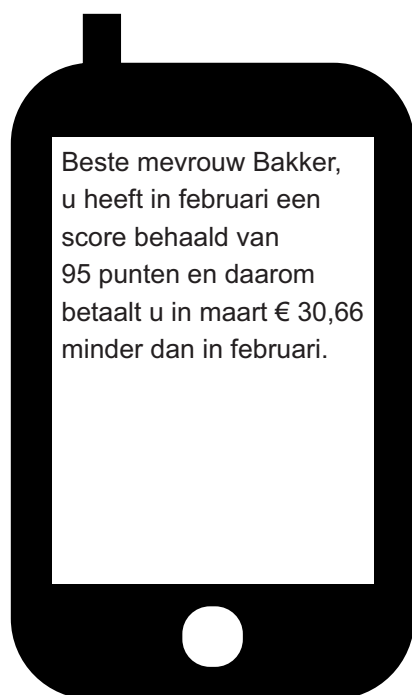 Beste mevrouw Bakker,
u heeft in februari een
score behaald van
95 punten en daarom
betaalt u in maart € 30,66
minder dan in februari.